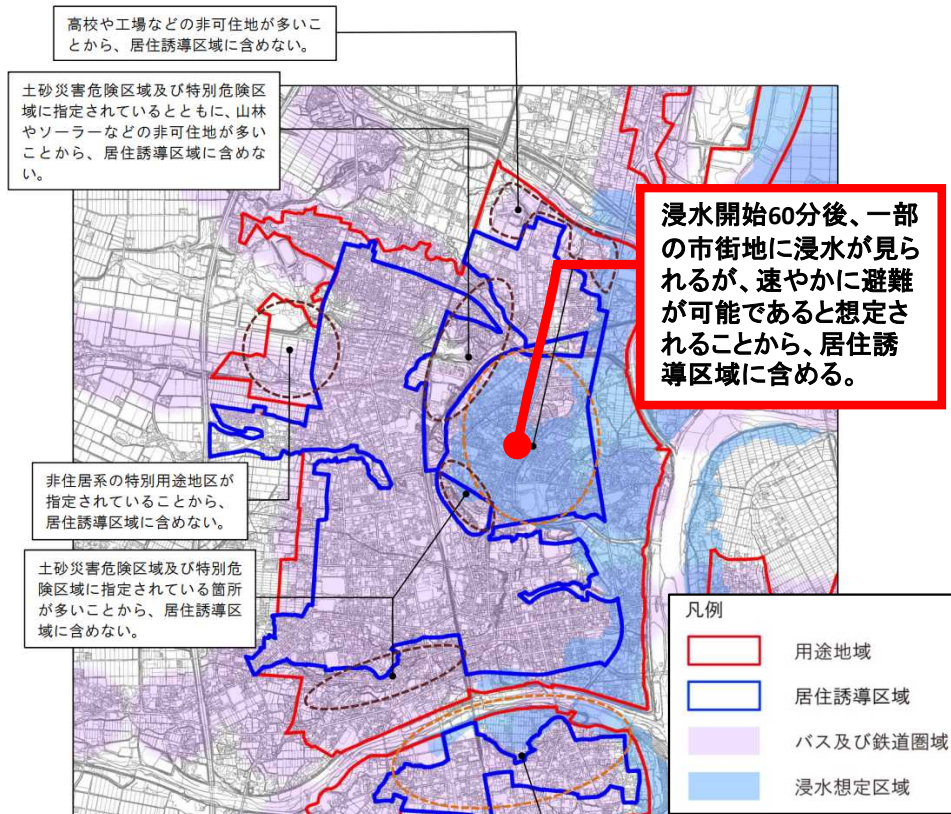 高校や工場などの非可住地が多いこ
とから、居住誘導区域に含めない。
土砂災害危険区域及び特別危険区
域に指定されているとともに、山林
やソーラーなどの非可住地が多い
ことから、居住誘導区域に含めな
い。
浸水開始60分後、一部
の市街地に浸水が見ら
れるが、速やかに避難
が可能であると想定さ
れることから、居住誘
導区域に含める。
非住居系の特別用途地区が
指定されていることから、
居住誘導区域に含めない。
土砂災害危険区域及び特別危
険区域に指定されている箇所
が多いことから、居住誘導区
域に含めない。
凡例
用途地域
居住誘導区域
バス及び鉄道圏域
浸水想定区域